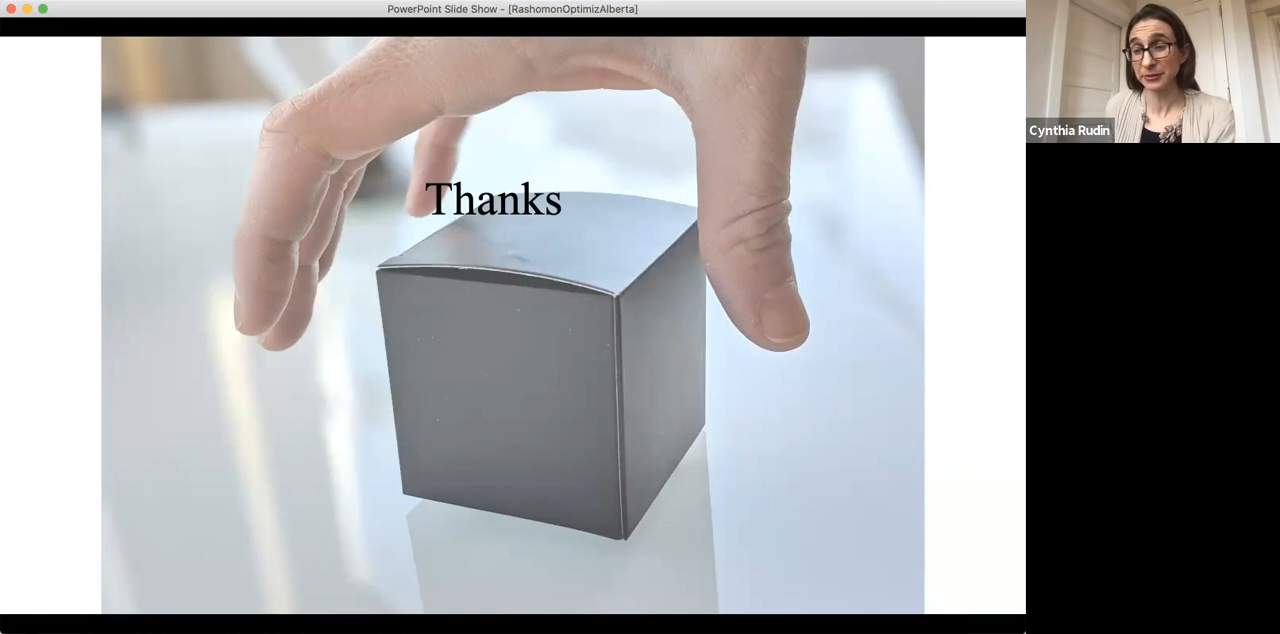 PowerPoint Slide Show - [RashomonOptimizAlberta]
Thanks
Cynthia Rudin